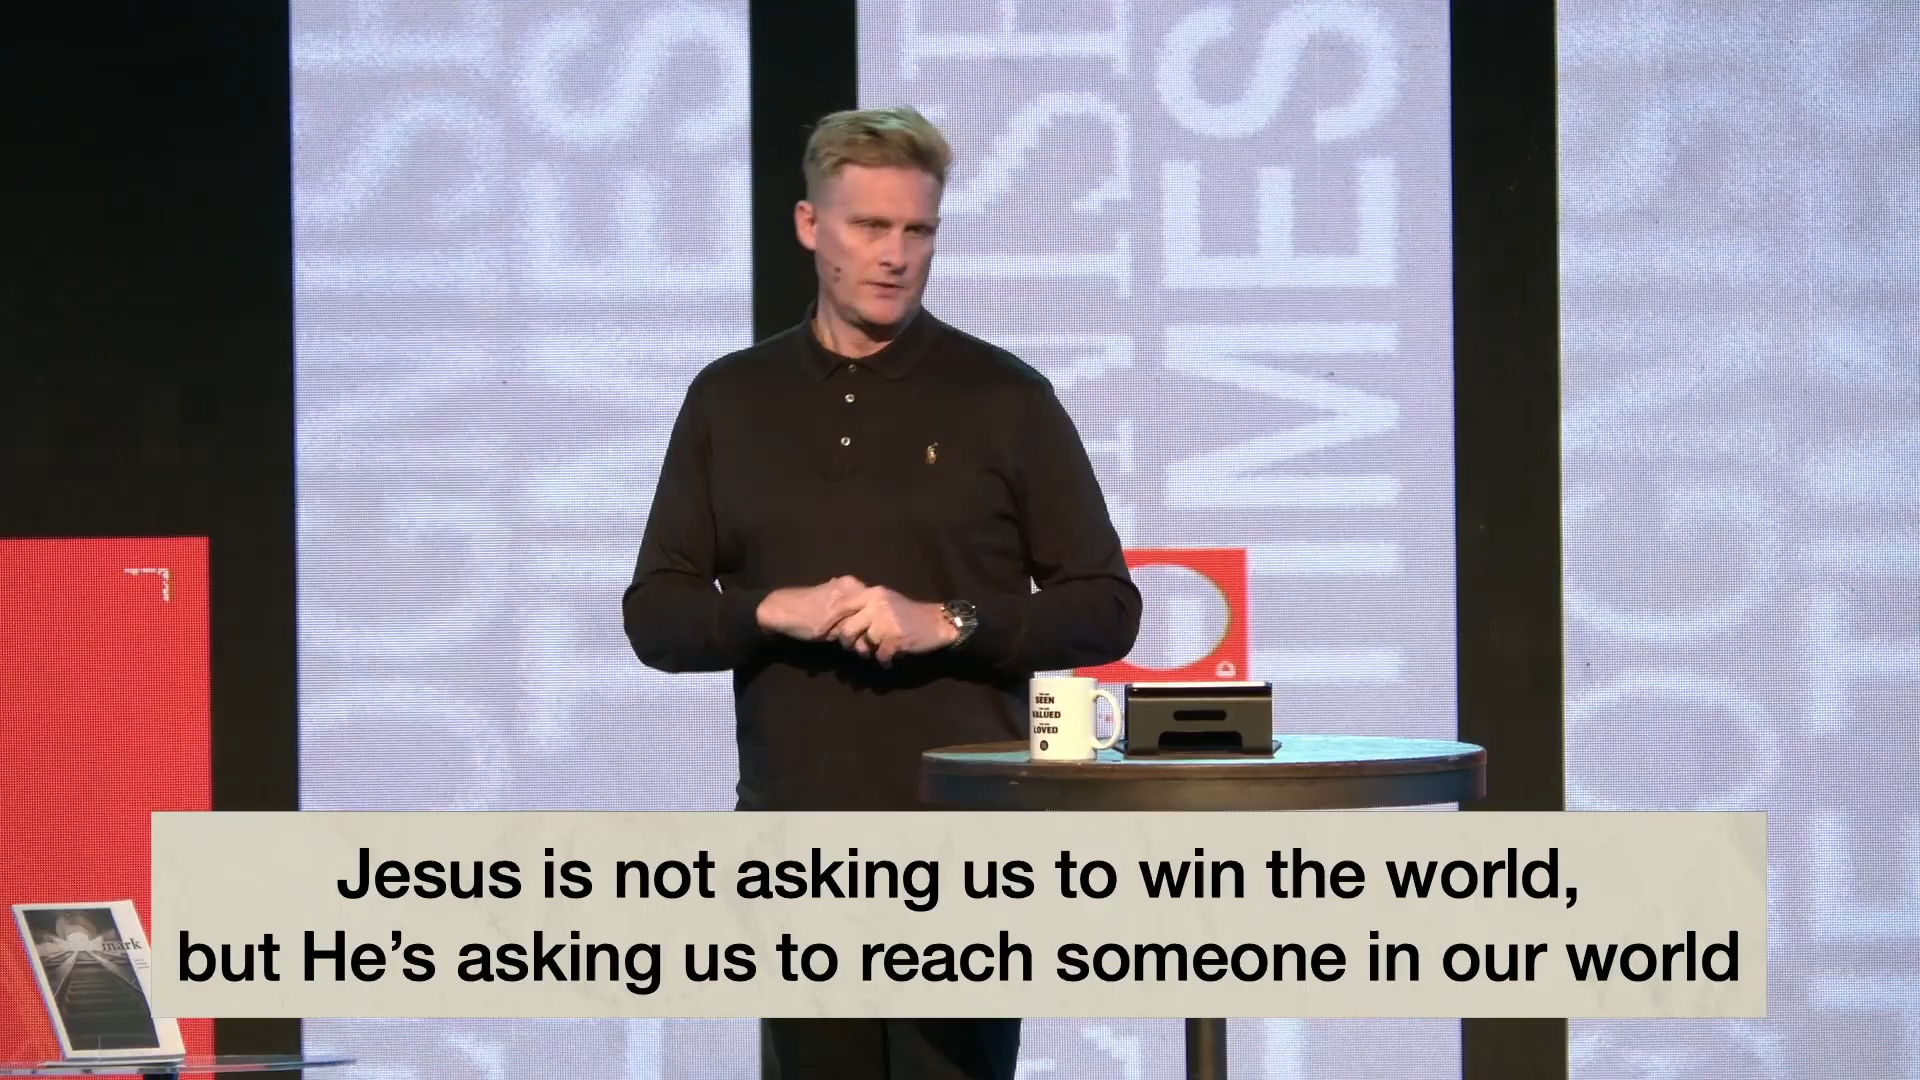 TIMES
SEEN
VALUED
LOVED
mark
Jesus is not asking us to win the world,
but He’s asking us to reach someone in our world